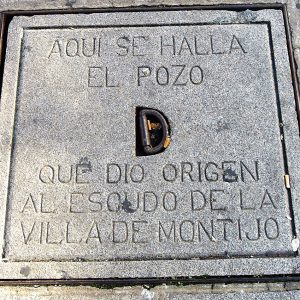 AQUI SE HALLA
EL POZO
QUE DIO ORIGEN
AL ESCUDO DE LA
VILLA DE MONTIJO